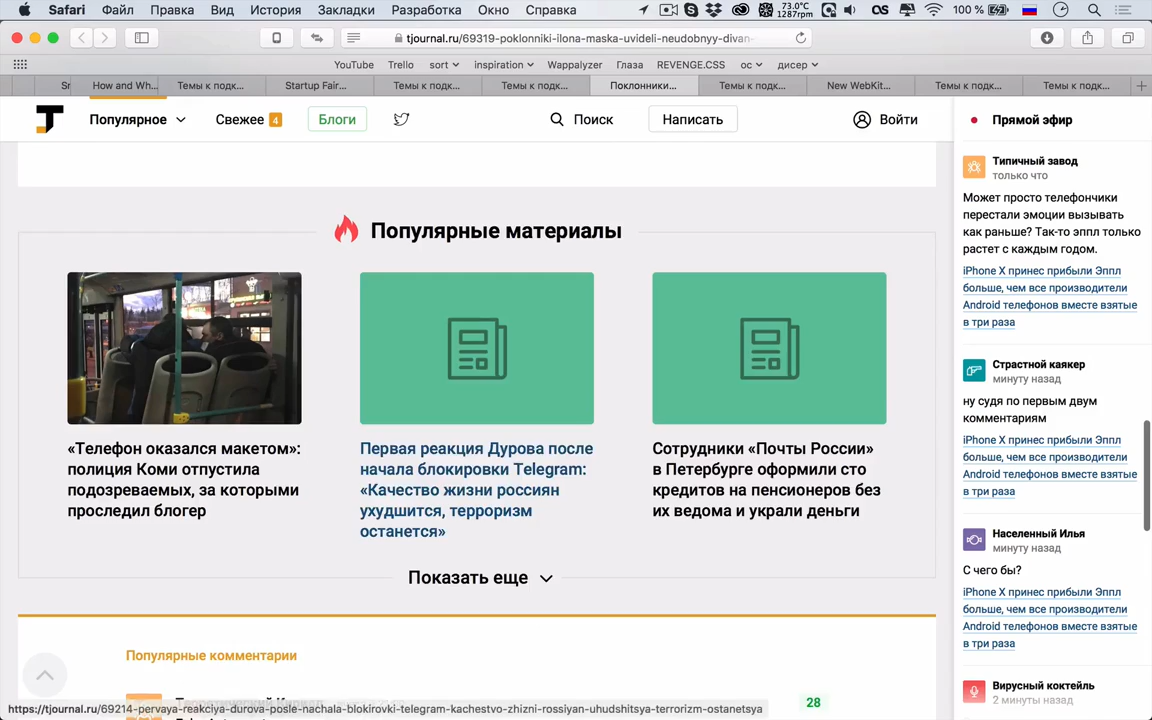 Safari Файл Правка Вид История Закладки Разработка Окно Справка 73.0°C 1287rpm 100 %
tjournal.ru/69319-poklonniki-ilona-maska-uvideli-neudobnyy-divan-
YouTube Trello sort inspiration Wappalyzer Глаза REVENGE.CSS ос дисер
How and Wh... Темы к подк... Startup Fair... Темы к подк... Темы к подк... Поклонники... Темы к подк... New WebKit... Темы к подк... Темы к подк...
Популярное Свежее 4 Блоги Поиск Написать Войти
Популярные материалы
«Телефон оказался макетом»:
полиция Коми отпустила
подозреваемых, за которыми
проследил блогер
Первая реакция Дурова после
начала блокировки Telegram:
«Качество жизни россиян
ухудшится, терроризм
останется»
Сотрудники «Почты России»
в Петербурге оформили сто
кредитов на пенсионеров без
их ведома и украли деньги
Показать еще
Популярные комментарии
28
https://tjournal.ru/69214-pervaya-reakciya-durova-posle-nachala-blokirovki-telegram-kachestvo-zhizni-rossiyan-uhudshitsya-terrorizm-ostanetsya
Прямой эфир
Типичный завод
только что
Может просто телефончики
перестали эмоции вызывать
как раньше? Так-то эппл только
растет с каждым годом.
iPhone X принес прибыли Эппл
больше, чем все производители
Android телефонов вместе взятые
в три раза
Страстной каякер
минуту назад
ну судя по первым двум
комментариям
iPhone X принес прибыли Эппл
больше, чем все производители
Android телефонов вместе взятые
в три раза
Населенный Илья
минуту назад
С чего бы?
iPhone X принес прибыли Эппл
больше, чем все производители
Android телефонов вместе взятые
в три раза
Вирусный коктейль
2 минуты назад